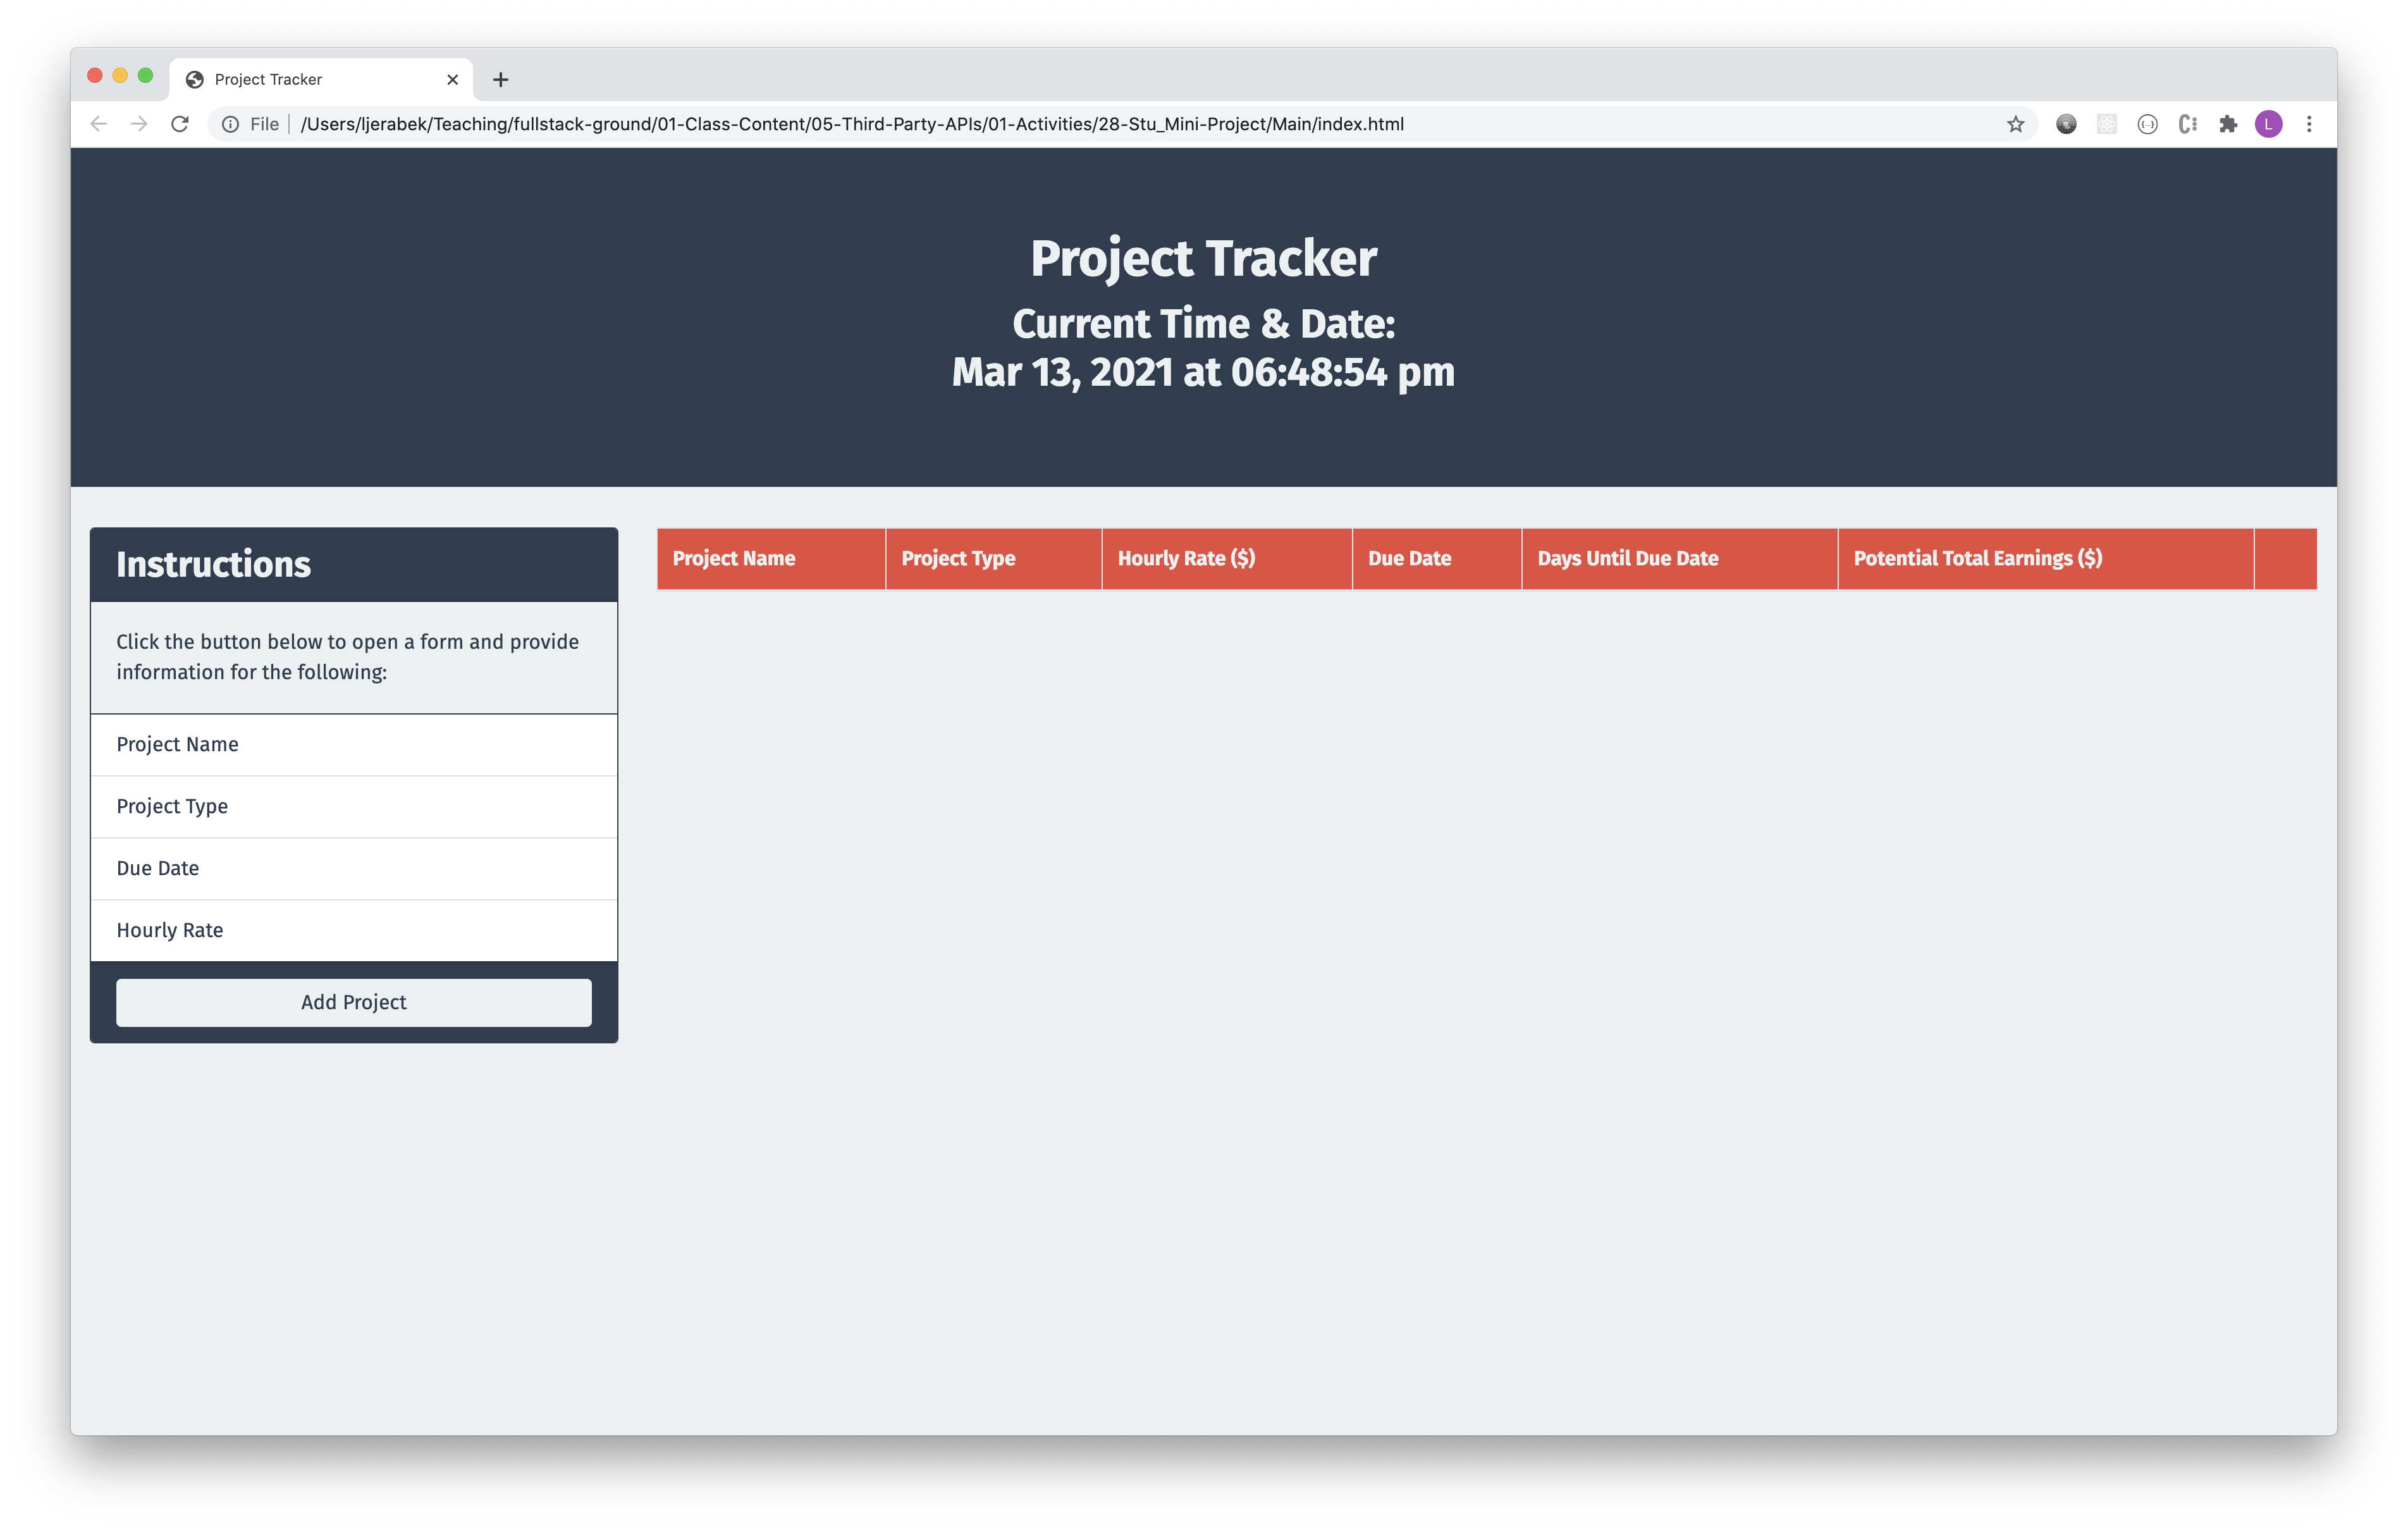 Project Tracker
File /Users/ljerabek/Teaching/fullstack-ground/01-Class-Content/05-Third-Party-APIs/01-Activities/28-Stu_Mini-Project/Main/index.html
L
Project Tracker
Current Time & Date:
Mar 13, 2021 at 06:48:54 pm
Instructions
Click the button below to open a form and provide
information for the following:
Project Name
Project Type
Due Date
Hourly Rate
Add Project
Project Name Project Type Hourly Rate ($) Due Date Days Until Due Date Potential Total Earnings ($)